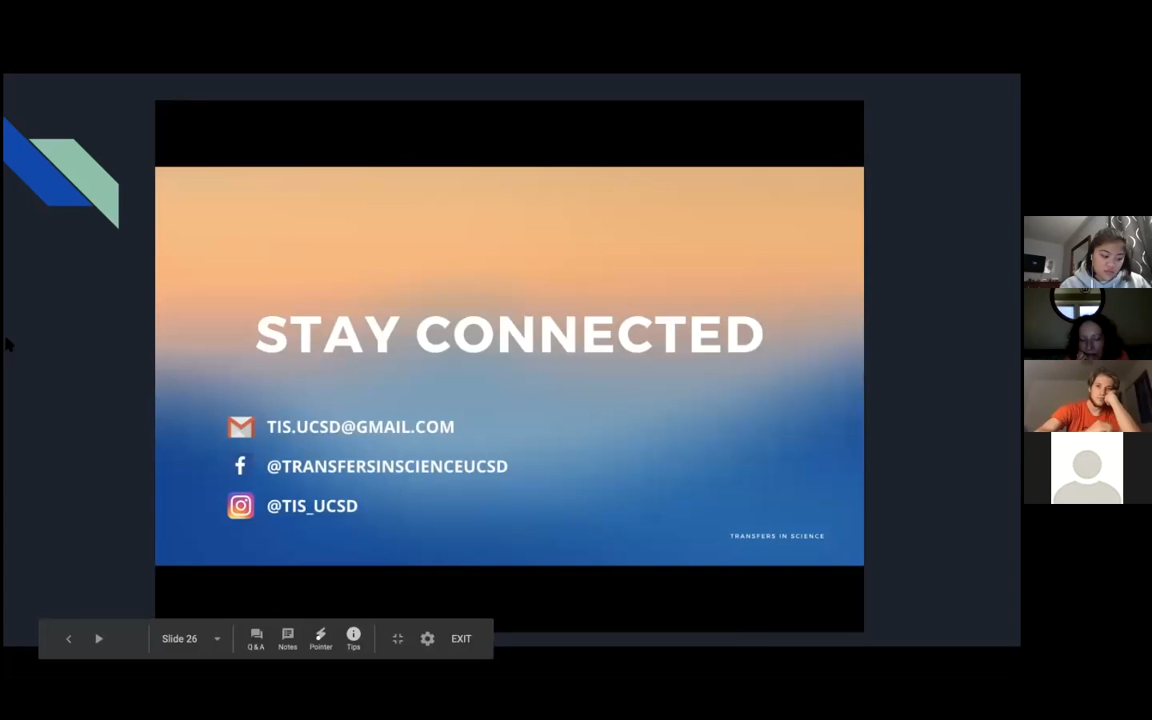 STAY CONNECTED
TIS.UCSD@GMAIL.COM
@TRANSFERSINSCIENCEUCSD
@TIS_UCSD
TRANSFERS IN SCIENCE
Slide 26
Q & A
Notes
Pointer
Tips
EXIT